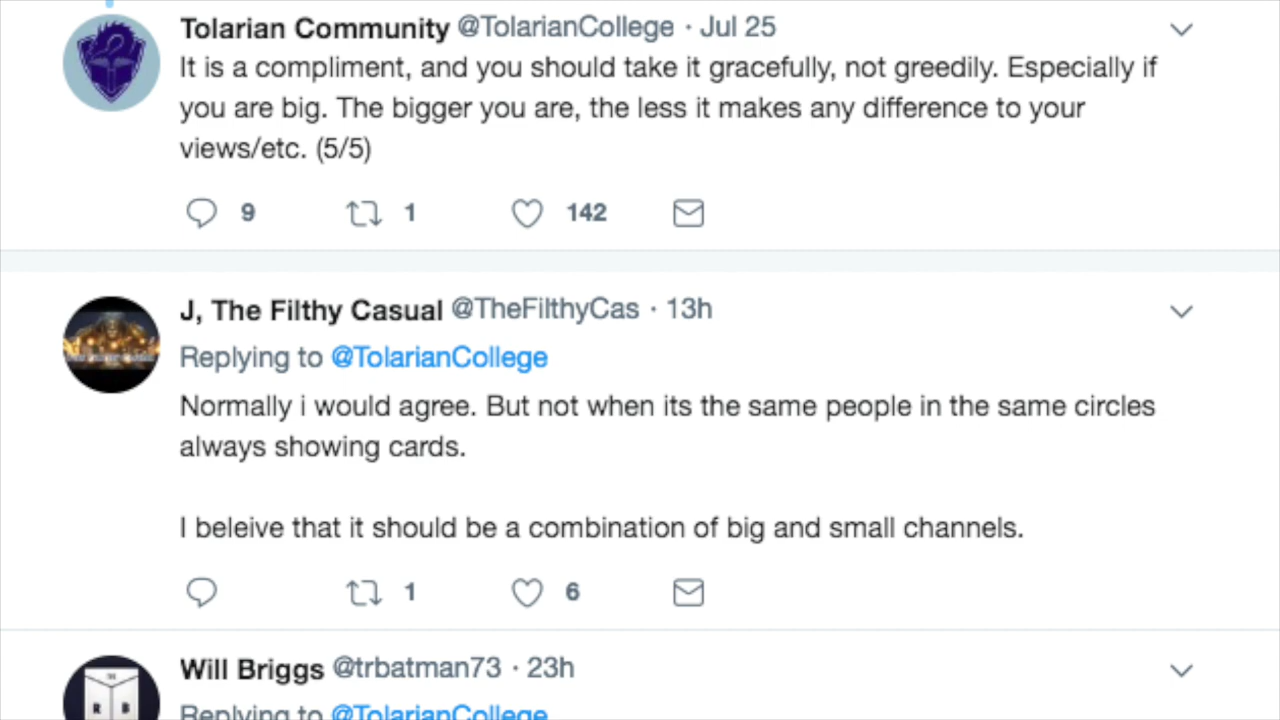 Tolarian Community @TolarianCollege · Jul 25
It is a compliment, and you should take it gracefully, not greedily. Especially if
you are big. The bigger you are, the less it makes any difference to your
views/etc. (5/5)
9 1 142
J, The Filthy Casual @TheFilthyCas · 13h
Replying to @TolarianCollege
Normally i would agree. But not when its the same people in the same circles
always showing cards.
I beleive that it should be a combination of big and small channels.
1 6
Will Briggs @trbatman73 · 23h
R B
Replying to @TolarianCollege